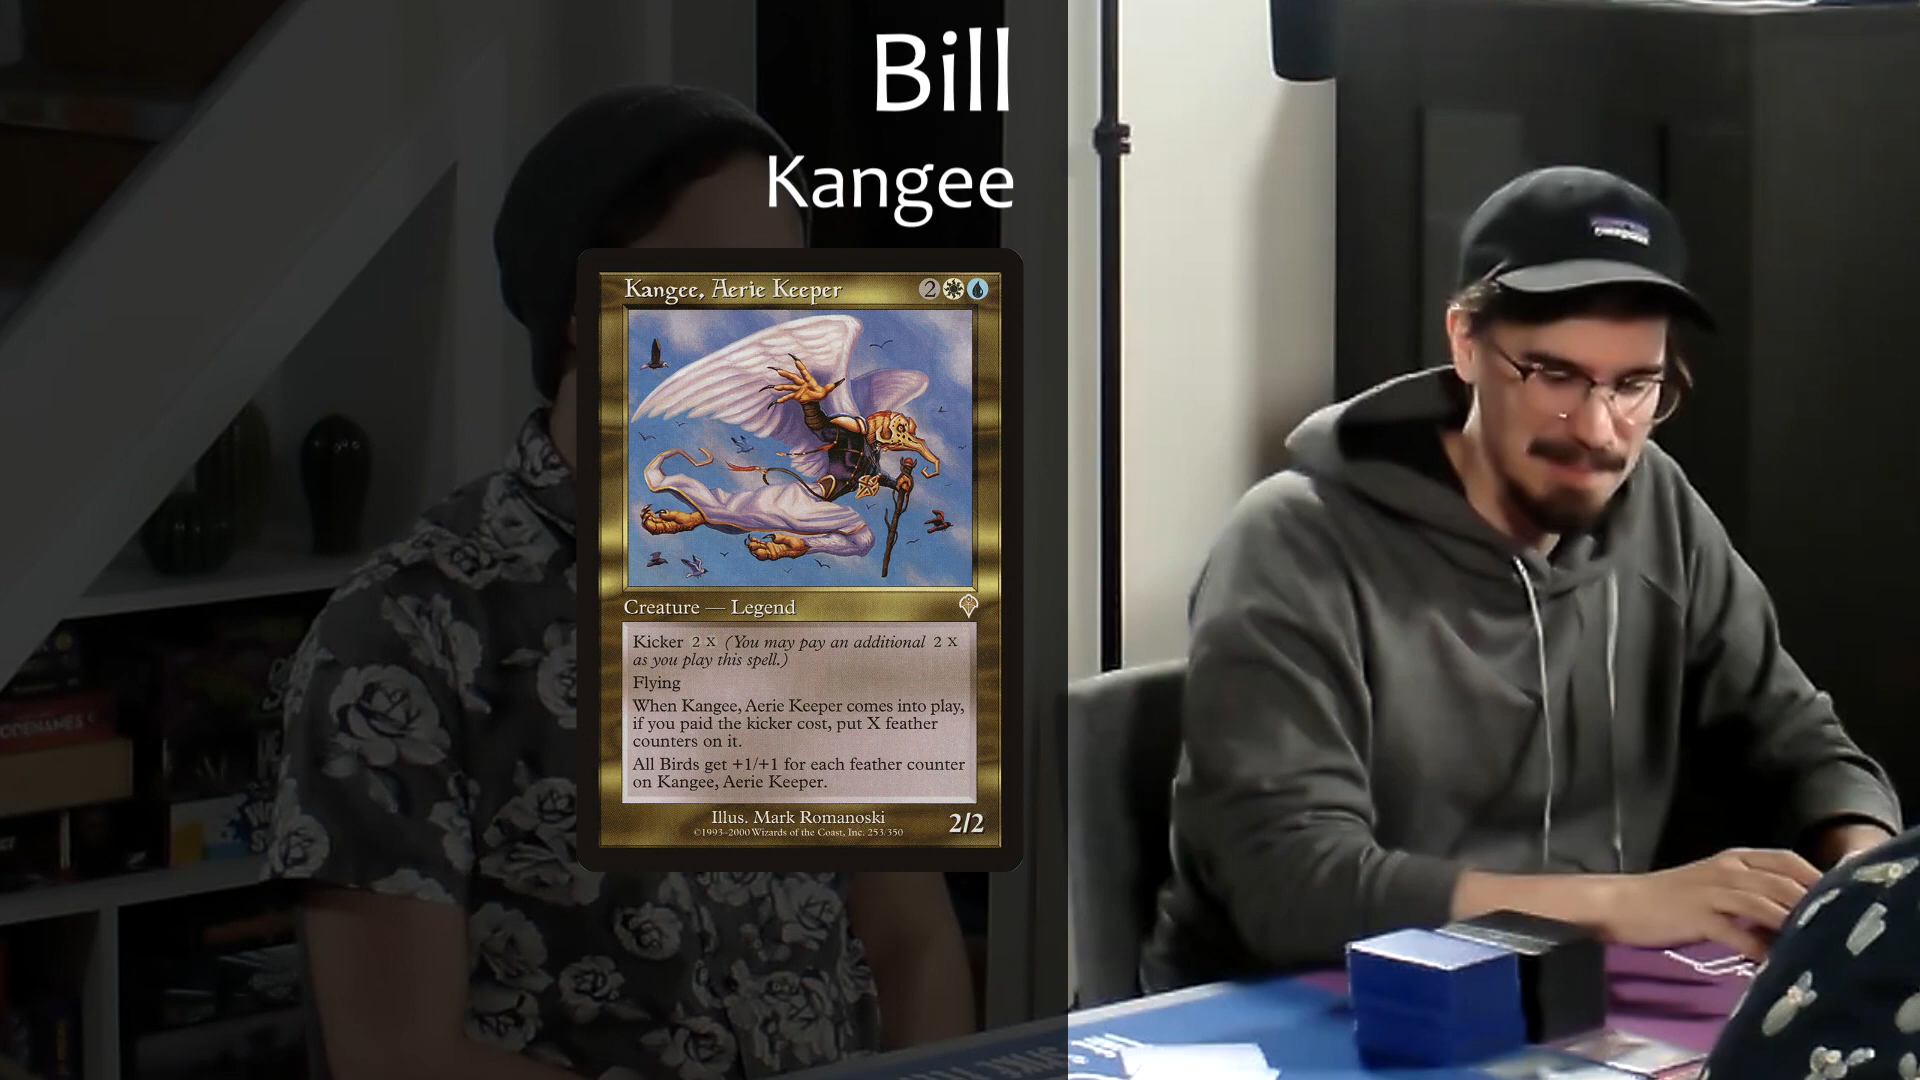 Bill
Kangee
Kangee, Aerie Keeper 2
Creature — Legend
Kicker 2 X (You may pay an additional 2 X
as you play this spell.)
Flying
When Kangee, Aerie Keeper comes into play,
if you paid the kicker cost, put X feather
counters on it.
All Birds get +1/+1 for each feather counter
on Kangee, Aerie Keeper.
Illus. Mark Romanoski
©1993-2000 Wizards of the Coast, Inc. 253/350
2/2
CODENAMES